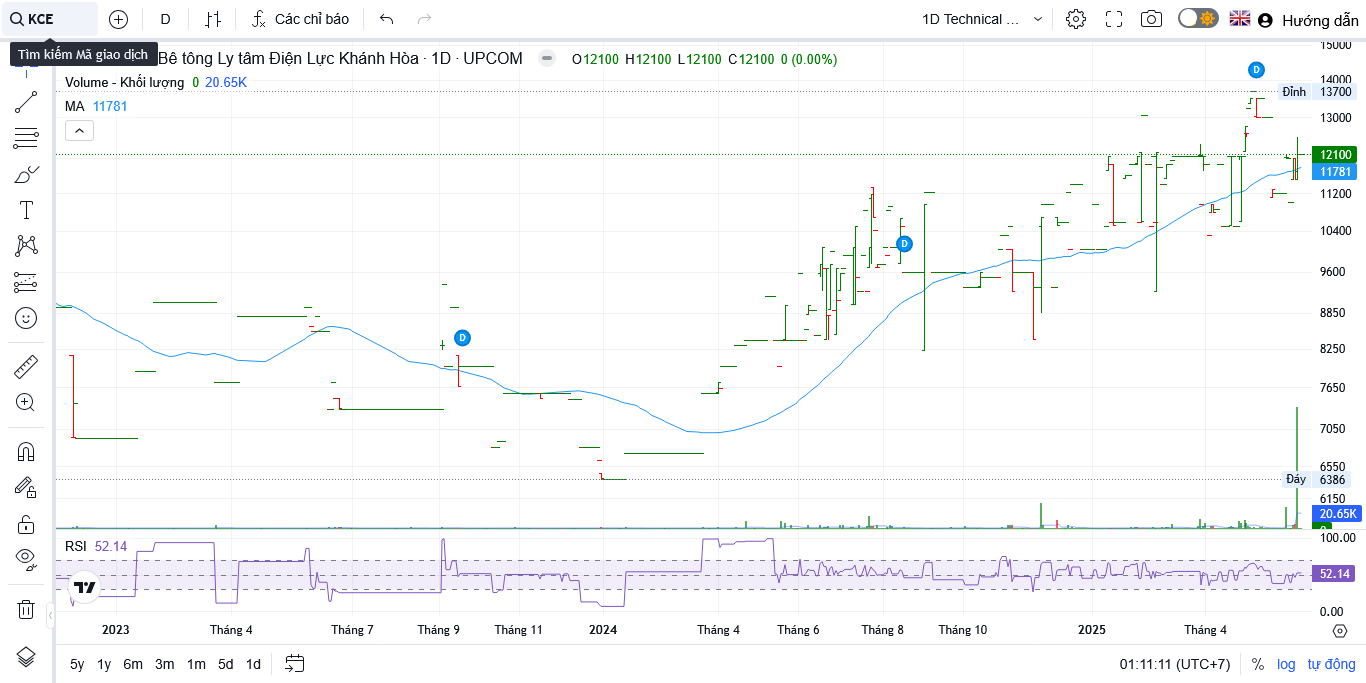 KCE
D
Các chỉ báo
1D Technical ...
Hướng dẫn
Tìm kiếm Mã giao dịch
Bê tông Ly tâm Điện Lực Khánh Hòa · 1D · UPCOM
O12100 H12100 L12100 C12100 0 (0.00%)
Volume - Khối lượng 0 20.65K
MA 11781
15000
14000
Đỉnh 13700
13000
12100
11781
11200
10400
9600
8850
8250
7650
7050
6550
Đáy 6386
6150
20.65K
0
D
D
D
RSI 52.14
100.00
52.14
0.00
2023 Tháng 4 Tháng 7 Tháng 9 Tháng 11 2024 Tháng 4 Tháng 6 Tháng 8 Tháng 10 2025 Tháng 4
5y 1y 6m 3m 1m 5d 1d
01:11:11 (UTC+7) % log tự động